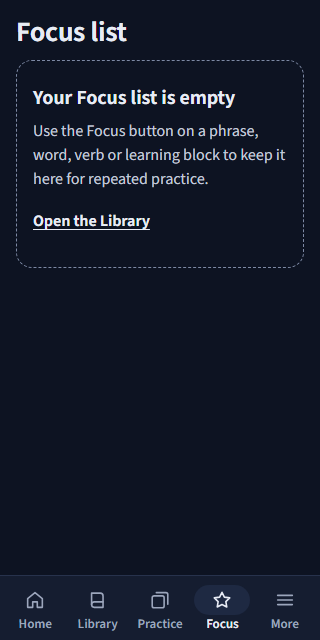 Focus list
Your Focus list is empty
Use the Focus button on a phrase,
word, verb or learning block to keep it
here for repeated practice.
Open the Library
Home Library Practice Focus More